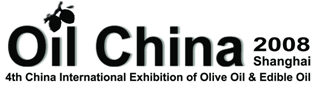 Oil China 2008
Shanghai
4th China International Exhibition of Olive Oil & Edible Oil